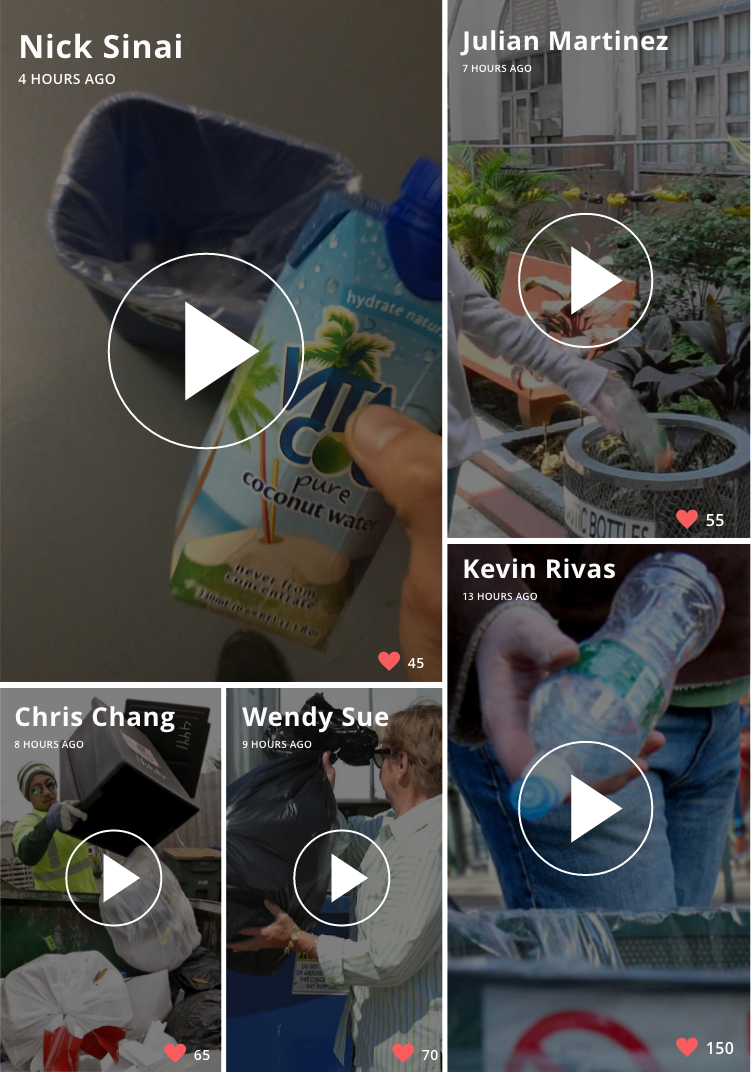 Nick Sinai
4 HOURS AGO
hydrate natur
VITA
COCO
pure
coconut water
never from
concentrate
45
Julian Martinez
7 HOURS AGO
TIC BOTTLES
55
Chris Chang
8 HOURS AGO
65
Wendy Sue
9 HOURS AGO
70
Kevin Rivas
13 HOURS AGO
150